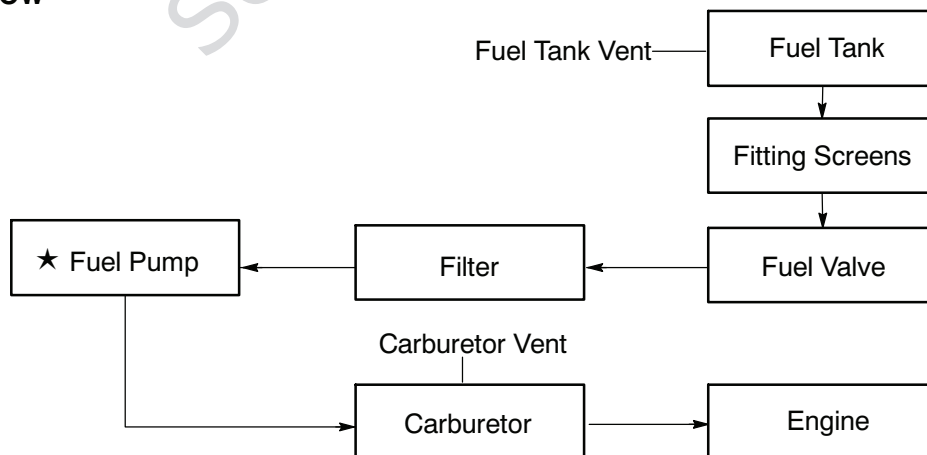 Fuel Tank Vent
Fuel Tank
Fitting Screens
★ Fuel Pump
Filter
Fuel Valve
Carburetor Vent
Carburetor
Engine